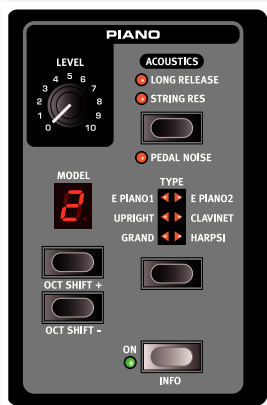 PIANO
LEVEL
ACOUSTICS
LONG RELEASE
STRING RES
0 1 2 3 4 5 6 7 8 9 10
PEDAL NOISE
MODEL
2
TYPE
E PIANO1 E PIANO2
UPRIGHT CLAVINET
GRAND HARPSI
OCT SHIFT +
OCT SHIFT -
ON
INFO